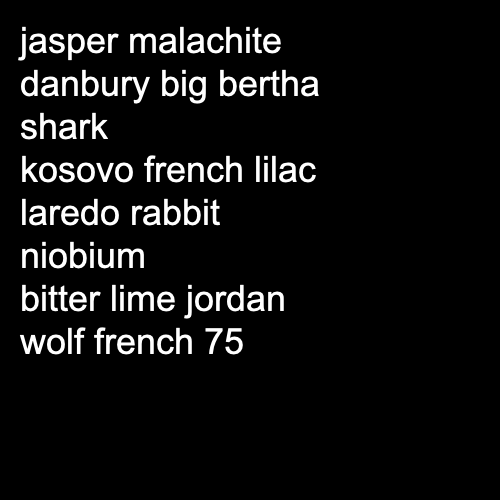 jasper malachite
danbury big bertha
shark
kosovo french lilac
laredo rabbit
niobium
bitter lime jordan
wolf french 75